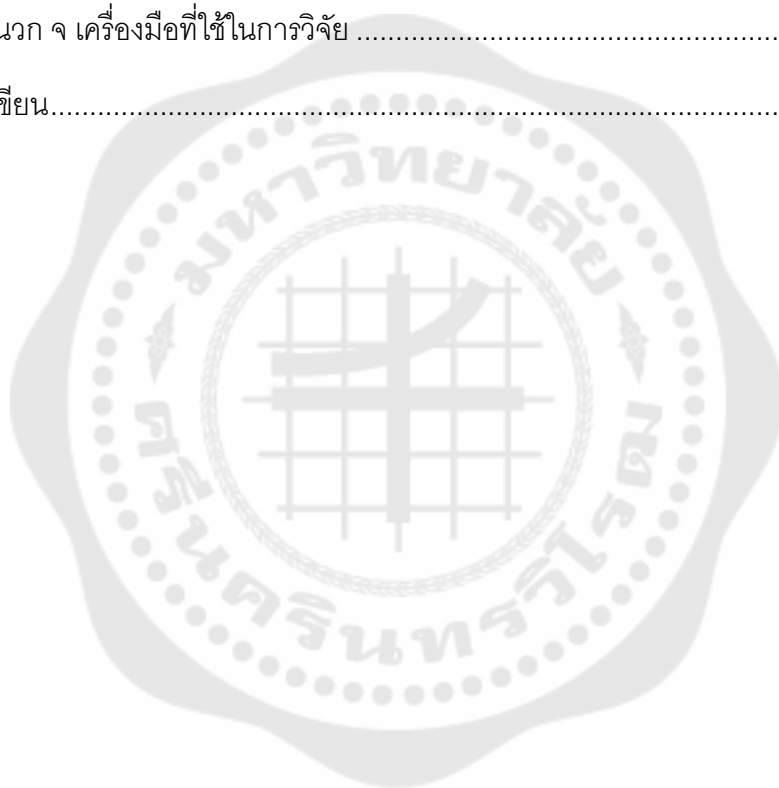 นวก จ เครื่องมือที่ใช้ในการวิจัย ......................................................
ขียน.............................................................................................
มหาวิทยาลัย
ศรีนครินทรวิโรฒ